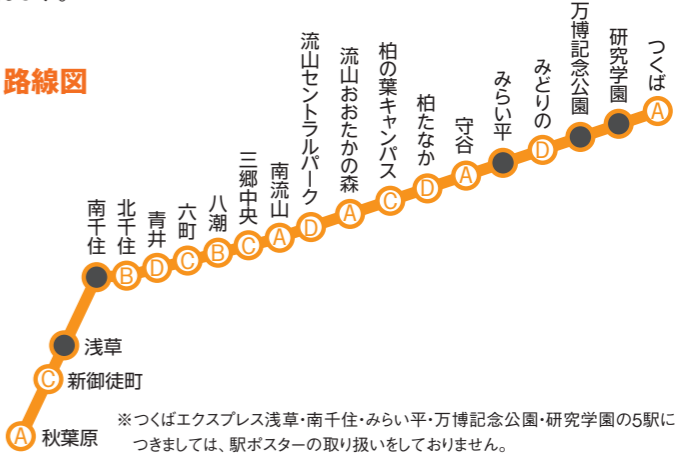 路線図
つくば
研究学園
万博記念公園
みどりの
みらい平
守谷
柏たなか
柏の葉キャンパス
流山おおたかの森
流山セントラルパーク
南流山
三郷中央
八潮
六町
青井
北千住
南千住
A
D
A
D
C
A
D
A
C
B
C
D
B
浅草
C 新御徒町
A 秋葉原
※つくばエクスプレス浅草・南千住・みらい平・万博記念公園・研究学園の5駅に
つきましては、駅ポスターの取り扱いをしておりません。